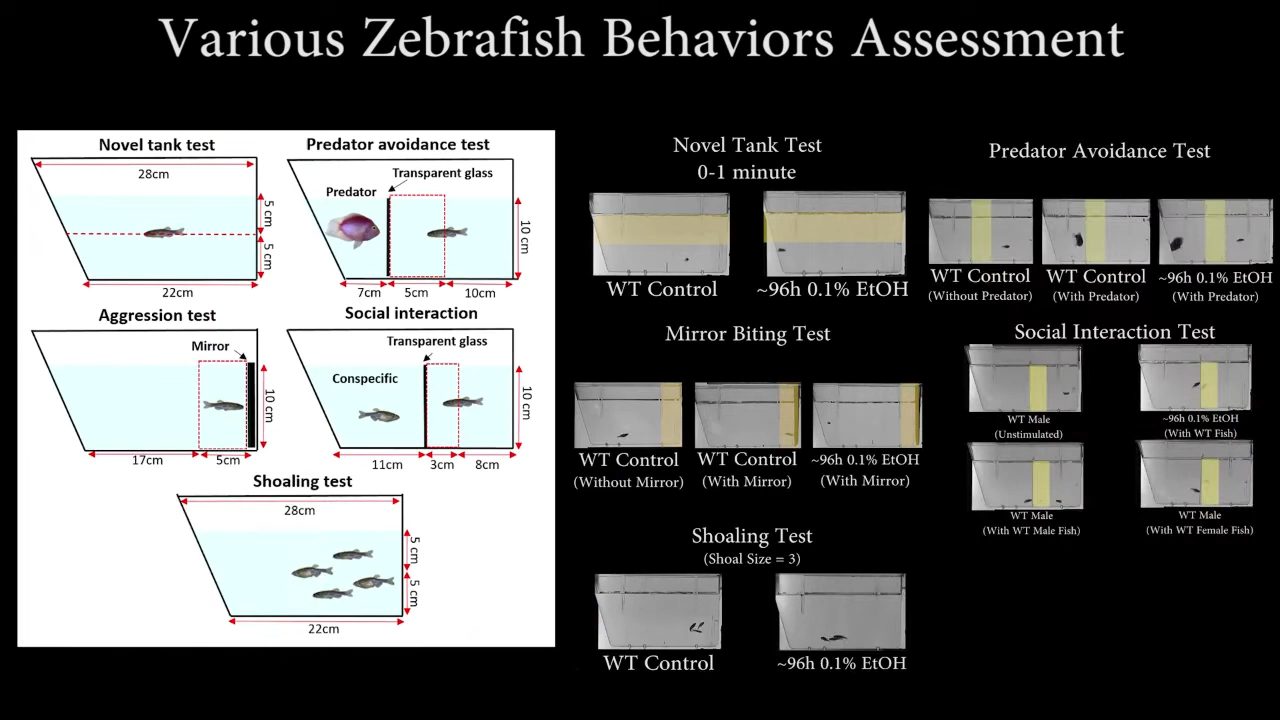 Various Zebrafish Behaviors Assessment
Novel tank test
28cm
5 cm
5 cm
22cm
Predator avoidance test
Transparent glass
Predator
10 cm
7cm
5cm
10cm
Aggression test
Mirror
10 cm
17cm
5cm
Social interaction
Transparent glass
Conspecific
10 cm
11cm
3cm
8cm
Shoaling test
28cm
5 cm
5 cm
22cm
Novel Tank Test
0-1 minute
WT Control
~96h 0.1% EtOH
Predator Avoidance Test
WT Control
(Without Predator)
WT Control
(With Predator)
~96h 0.1% EtOH
(With Predator)
Mirror Biting Test
WT Control
(Without Mirror)
WT Control
(With Mirror)
~96h 0.1% EtOH
(With Mirror)
Social Interaction Test
WT Male
(Unstimulated)
~96h 0.1% EtOH
(With WT Fish)
WT Male
(With WT Male Fish)
WT Male
(With WT Female Fish)
Shoaling Test
(Shoal Size = 3)
WT Control
~96h 0.1% EtOH